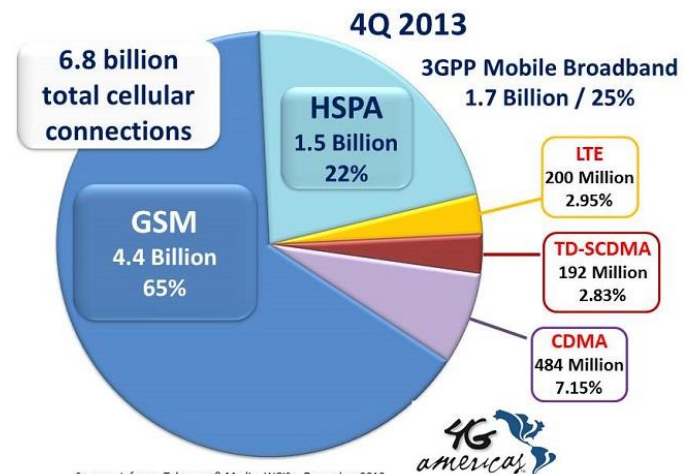 4Q 2013
6.8 billion
total cellular
connections
3GPP Mobile Broadband
1.7 Billion / 25%
HSPA
1.5 Billion
22%
LTE
200 Million
2.95%
GSM
4.4 Billion
65%
TD-SCDMA
192 Million
2.83%
CDMA
484 Million
7.15%
4G
americas